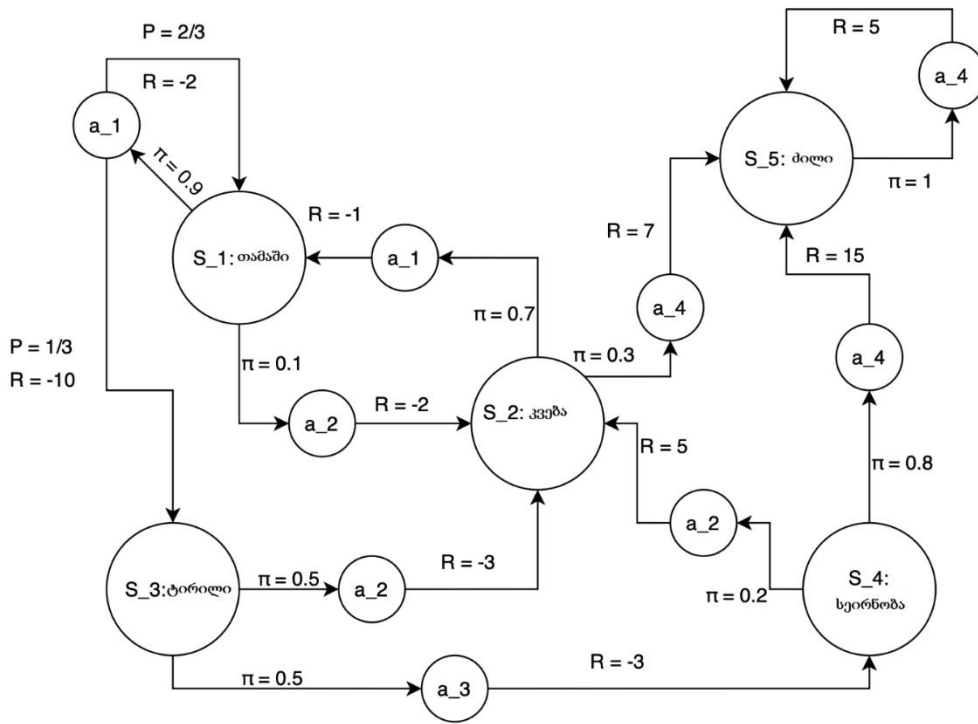 P = 2/3
R = -2
a_1
π = 0.9
S_1: თამაში
R = -1
a_1
π = 0.7
π = 0.1
a_2
R = -2
S_2: კვება
P = 1/3
R = -10
S_3:ტირილი
π = 0.5
a_2
R = -3
π = 0.5
a_3
R = -3
R = 5
a_4
S_5: ძილი
π = 1
R = 7
a_4
π = 0.3
R = 15
a_4
π = 0.8
R = 5
a_2
π = 0.2
S_4:
სეირნობა